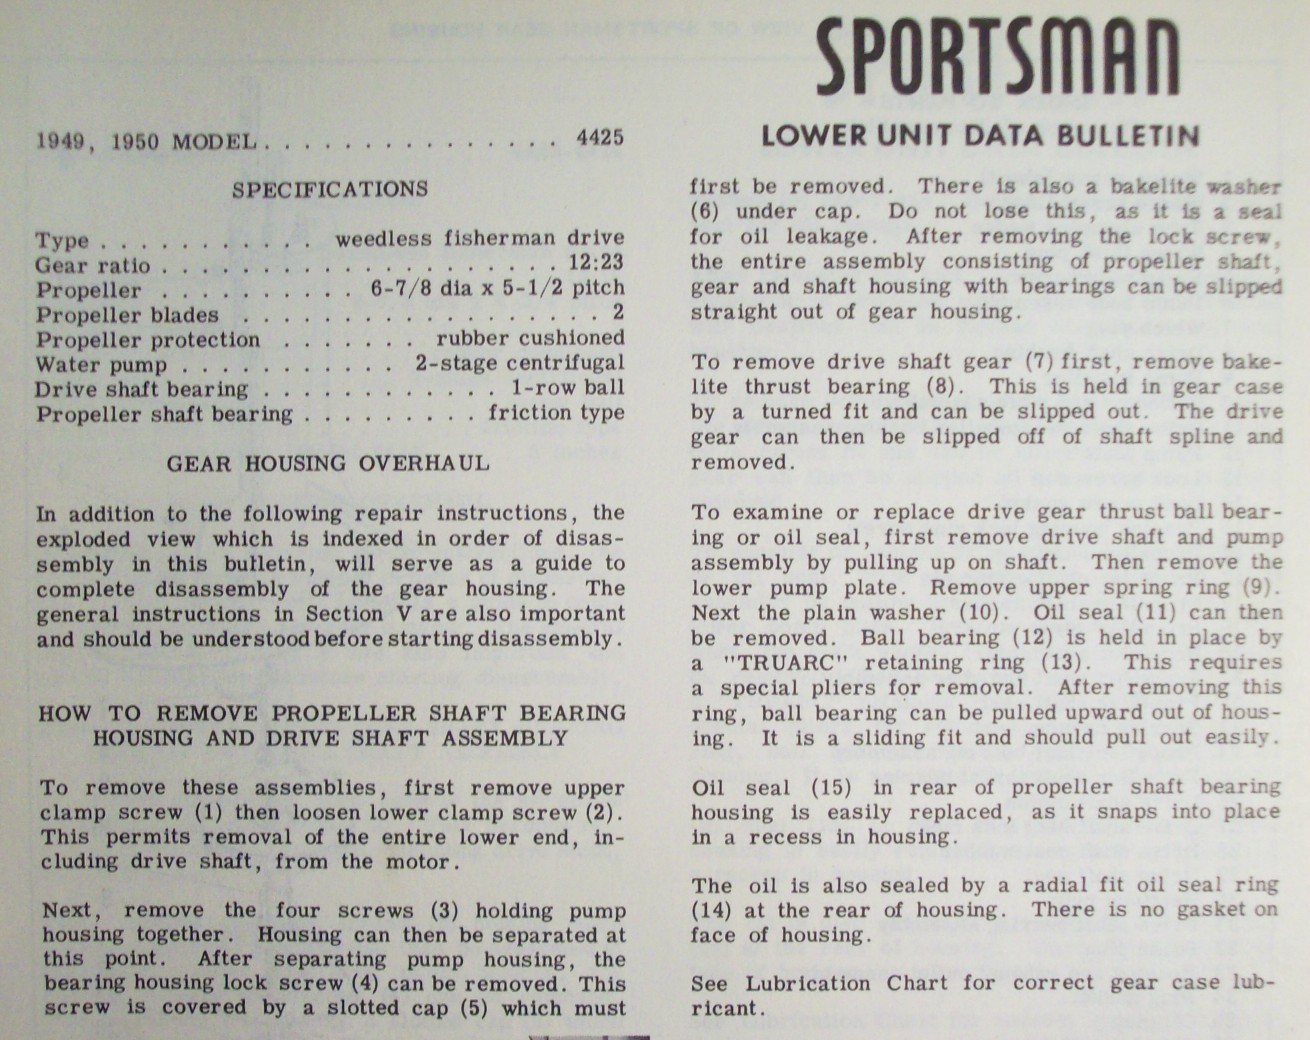 SPORTSMAN
LOWER UNIT DATA BULLETIN
1949, 1950 MODEL. . . . . . . . . . . . . . . 4425
SPECIFICATIONS
Type . . . . . . . . . . . weedless fisherman drive
Gear ratio . . . . . . . . . . . . . . . . . . . . 12:23
Propeller . . . . . . . . . . 6-7/8 dia x 5-1/2 pitch
Propeller blades . . . . . . . . . . . . . . . . . . 2
Propeller protection . . . . . . . rubber cushioned
Water pump . . . . . . . . . . . . 2-stage centrifugal
Drive shaft bearing . . . . . . . . . . . . 1-row ball
Propeller shaft bearing . . . . . . . . . friction type
GEAR HOUSING OVERHAUL
In addition to the following repair instructions, the
exploded view which is indexed in order of disas-
sembly in this bulletin, will serve as a guide to
complete disassembly of the gear housing. The
general instructions in Section V are also important
and should be understood before starting disassembly.
HOW TO REMOVE PROPELLER SHAFT BEARING
HOUSING AND DRIVE SHAFT ASSEMBLY
To remove these assemblies, first remove upper
clamp screw (1) then loosen lower clamp screw (2).
This permits removal of the entire lower end, in-
cluding drive shaft, from the motor.
Next, remove the four screws (3) holding pump
housing together. Housing can then be separated at
this point. After separating pump housing, the
bearing housing lock screw (4) can be removed. This
screw is covered by a slotted cap (5) which must
first be removed. There is also a bakelite washer
(6) under cap. Do not lose this, as it is a seal
for oil leakage. After removing the lock screw,
the entire assembly consisting of propeller shaft,
gear and shaft housing with bearings can be slipped
straight out of gear housing.
To remove drive shaft gear (7) first, remove bake-
lite thrust bearing (8). This is held in gear case
by a turned fit and can be slipped out. The drive
gear can then be slipped off of shaft spline and
removed.
To examine or replace drive gear thrust ball bear-
ing or oil seal, first remove drive shaft and pump
assembly by pulling up on shaft. Then remove the
lower pump plate. Remove upper spring ring (9).
Next the plain washer (10). Oil seal (11) can then
be removed. Ball bearing (12) is held in place by
a "TRUARC" retaining ring (13). This requires
a special pliers for removal. After removing this
ring, ball bearing can be pulled upward out of hous-
ing. It is a sliding fit and should pull out easily.
Oil seal (15) in rear of propeller shaft bearing
housing is easily replaced, as it snaps into place
in a recess in housing.
The oil is also sealed by a radial fit oil seal ring
(14) at the rear of housing. There is no gasket on
face of housing.
See Lubrication Chart for correct gear case lub-
ricant.